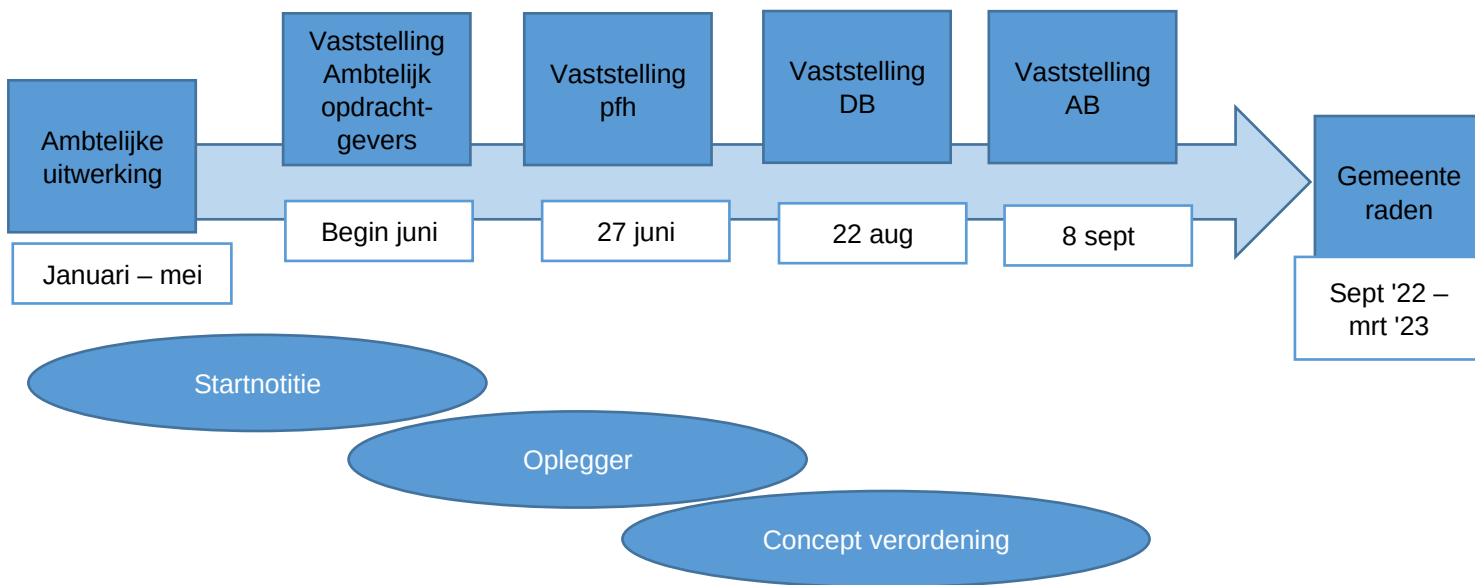 Ambtelijke
uitwerking
Januari – mei
Vaststelling
Ambtelijk
opdracht-
gevers
Begin juni
Vaststelling
pfh
27 juni
Vaststelling
DB
22 aug
Vaststelling
AB
8 sept
Gemeente
raden
Sept '22 –
mrt '23
Startnotitie
Oplegger
Concept verordening